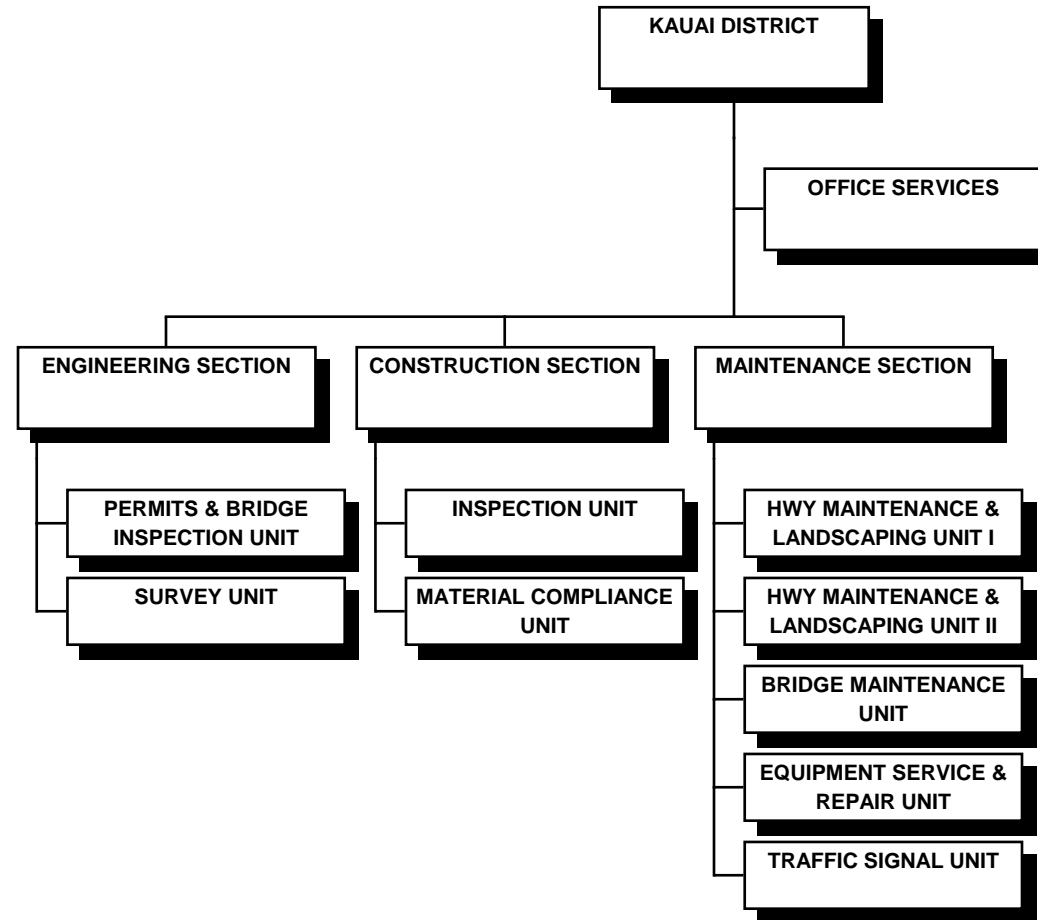 KAUAI DISTRICT
OFFICE SERVICES
ENGINEERING SECTION
CONSTRUCTION SECTION
MAINTENANCE SECTION
PERMITS & BRIDGE
INSPECTION UNIT
SURVEY UNIT
INSPECTION UNIT
MATERIAL COMPLIANCE
UNIT
HWY MAINTENANCE &
LANDSCAPING UNIT I
HWY MAINTENANCE &
LANDSCAPING UNIT II
BRIDGE MAINTENANCE
UNIT
EQUIPMENT SERVICE &
REPAIR UNIT
TRAFFIC SIGNAL UNIT